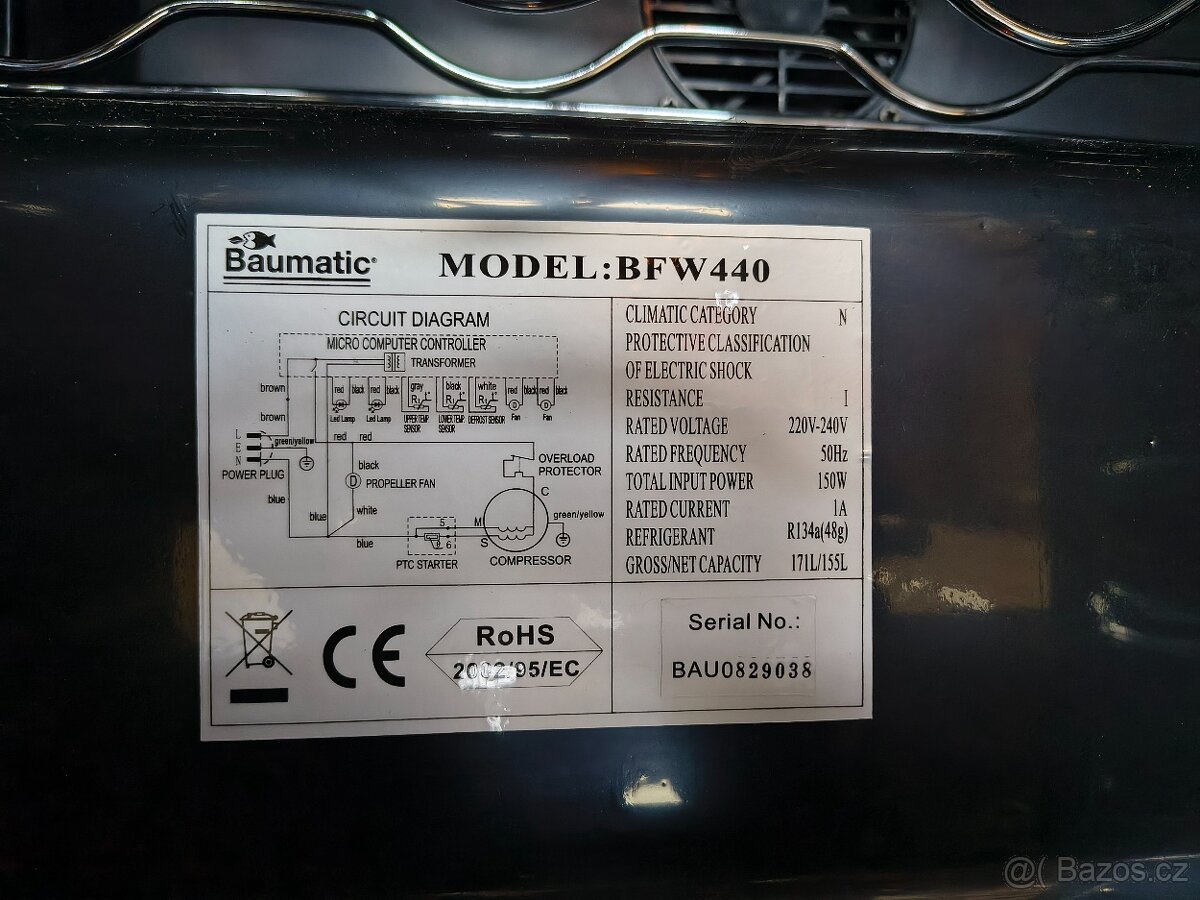 Baumatic
MODEL:BFW440
CIRCUIT DIAGRAM
MICRO COMPUTER CONTROLLER
TRANSFORMER
brown
red black red black gray black white red black red black
R1 t° R1 t° R1 t°
D D
Led Lamp Led Lamp UPPER TEMP. SENSOR LOWER TEMP. SENSOR DEFROST SENSOR Fan Fan
brown
L
E
N
green/yellow
red red
POWER PLUG
black
D PROPELLER FAN
OVERLOAD
PROTECTOR
blue
blue
white
C
M
S
green/yellow
5
6
blue
PTC STARTER
COMPRESSOR
CLIMATIC CATEGORY N
PROTECTIVE CLASSIFICATION
OF ELECTRIC SHOCK
RESISTANCE I
RATED VOLTAGE 220V-240V
RATED FREQUENCY 50Hz
TOTAL INPUT POWER 150W
RATED CURRENT 1A
REFRIGERANT R134a(48g)
GROSS/NET CAPACITY 171L/155L
CE
RoHS
2002/95/EC
Serial No.:
BAU0829038
@( Bazos.cz